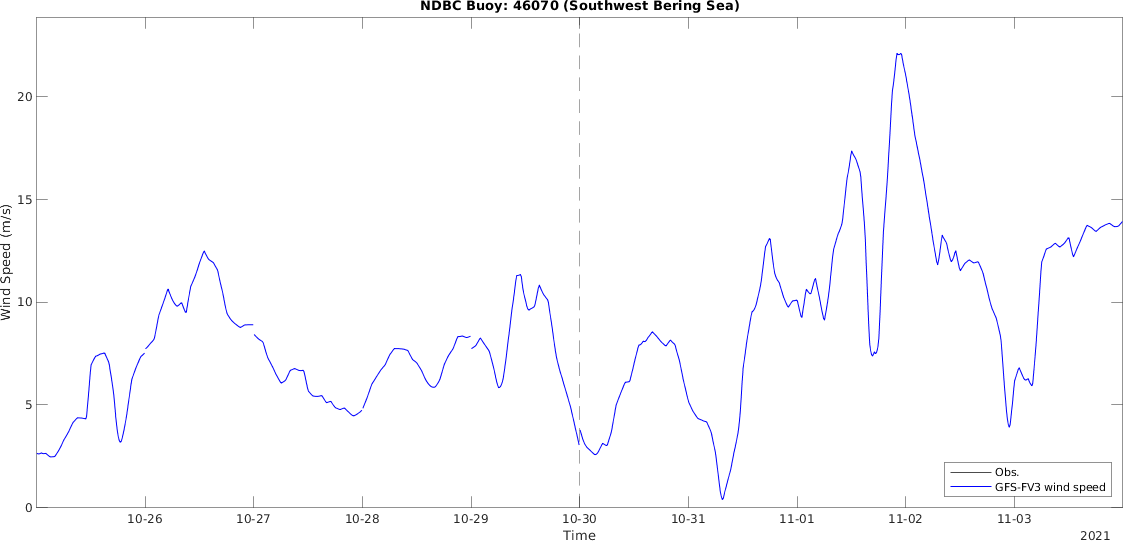 NDBC Buoy: 46070 (Southwest Bering Sea)
Wind Speed (m/s)
20
15
10
5
0
Obs.
GFS-FV3 wind speed
10-26 10-27 10-28 10-29 10-30 10-31 11-01 11-02 11-03
Time
2021